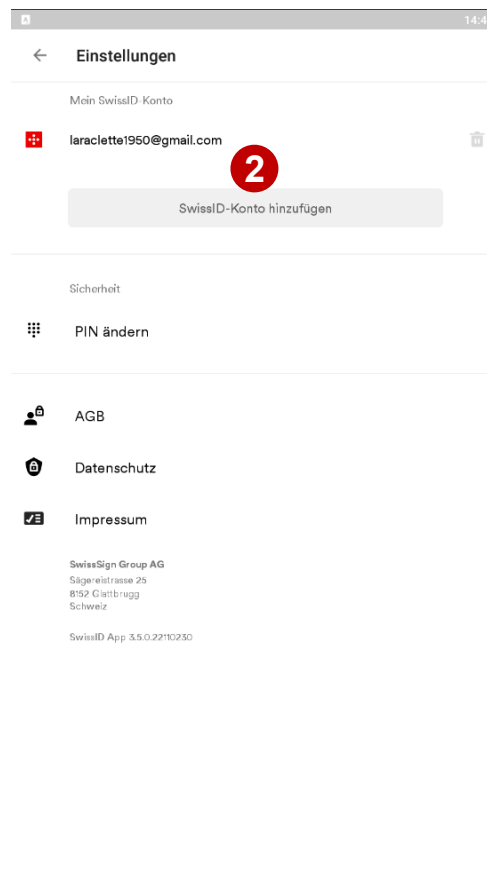 14:4
Einstellungen
Mein SwissID-Konto
laraclette1950@gmail.com
2
SwissID-Konto hinzufügen
Sicherheit
PIN ändern
AGB
Datenschutz
Impressum
SwissSign Group AG
Sägereistrasse 25
8152 Glattbrugg
Schweiz
SwissID App 3.5.0.22110230